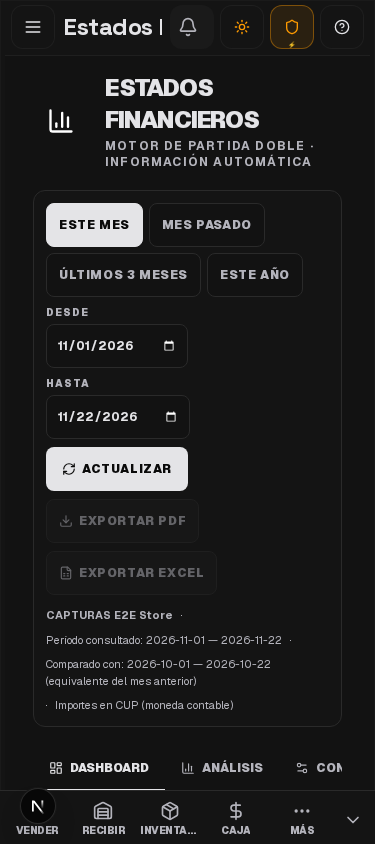 Estados I
ESTADOS
FINANCIEROS
MOTOR DE PARTIDA DOBLE ·
INFORMACIÓN AUTOMÁTICA
ESTE MES
MES PASADO
ÚLTIMOS 3 MESES
ESTE AÑO
DESDE
11/01/2026
HASTA
11/22/2026
ACTUALIZAR
EXPORTAR PDF
EXPORTAR EXCEL
CAPTURAS E2E Store ·
Periodo consultado: 2026-11-01 — 2026-11-22 ·
Comparado con: 2026-10-01 — 2026-10-22
(equivalente del mes anterior)
· Importes en CUP (moneda contable)
DASHBOARD
ANÁLISIS
CON
N
VENDER
RECIBIR
INVENTA...
CAJA
MÁS